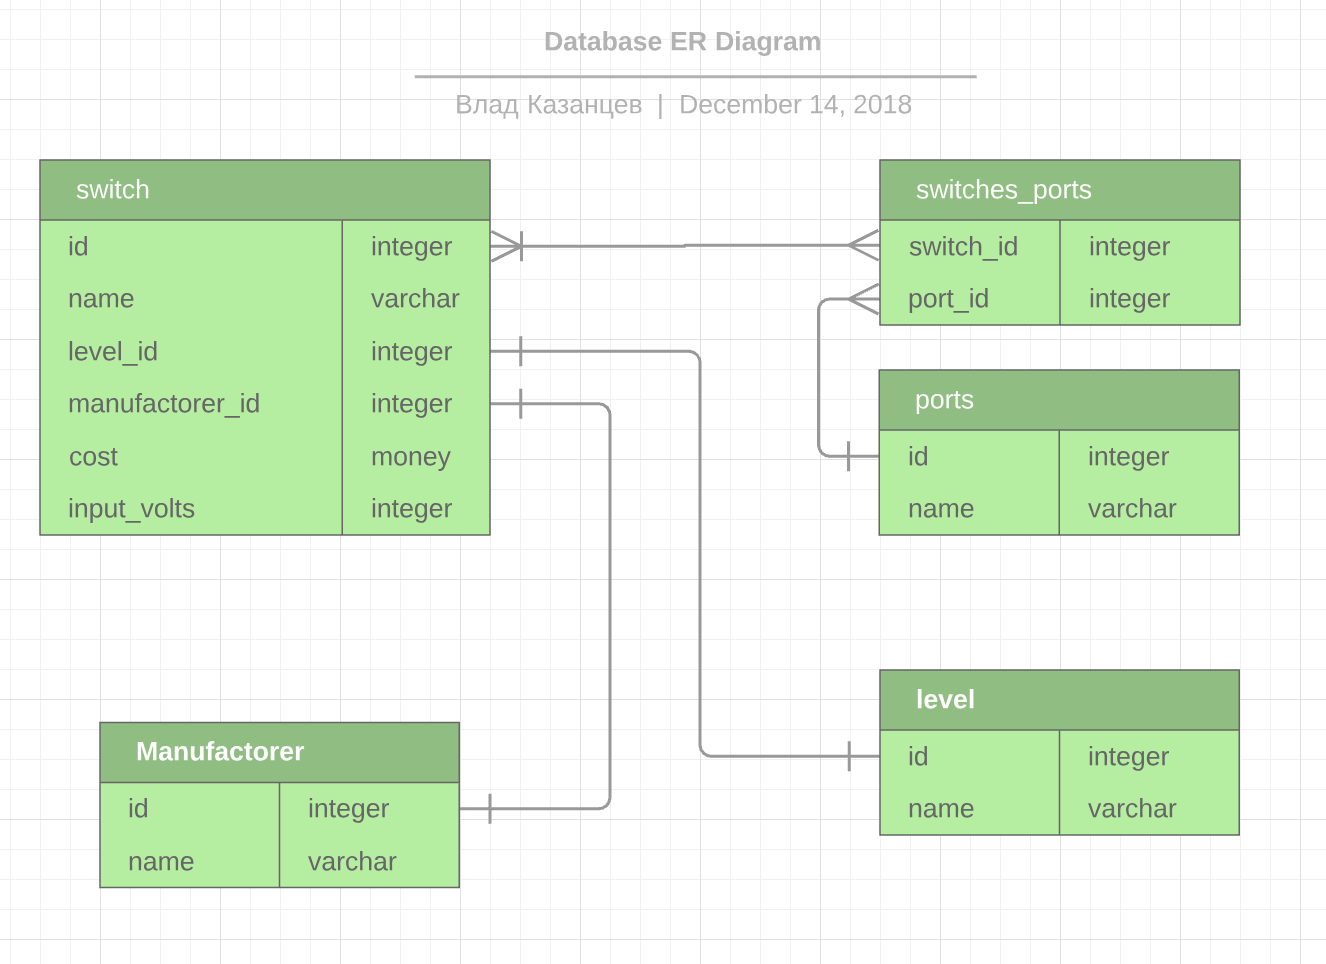 Database ER Diagram
Влад Казанцев | December 14, 2018
switch
id integer
name varchar
level_id integer
manufactorer_id integer
cost money
input_volts integer
switches_ports
switch_id integer
port_id integer
ports
id integer
name varchar
Manufactorer
id integer
name varchar
level
id integer
name varchar